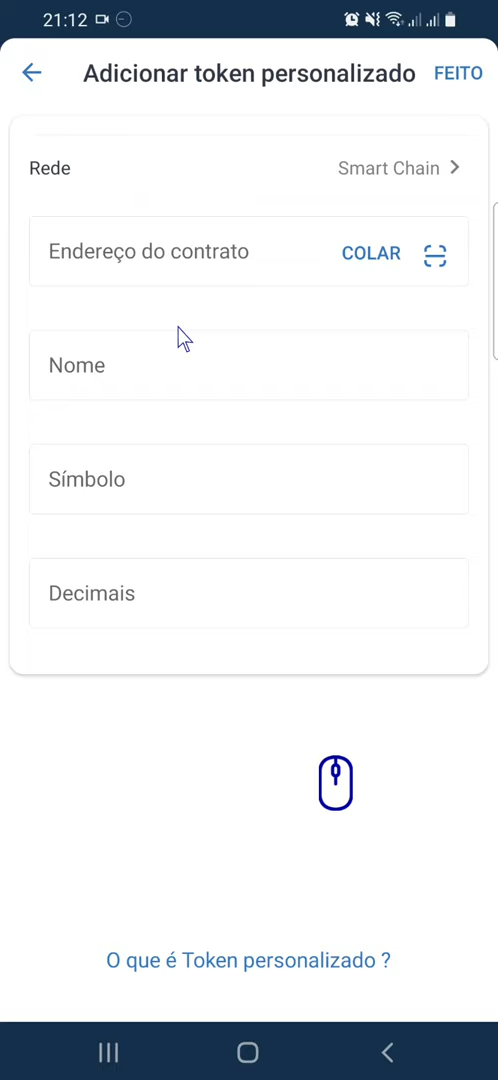 21:12
Adicionar token personalizado FEITO
Rede Smart Chain
Endereço do contrato COLAR
Nome
Símbolo
Decimais
O que é Token personalizado ?